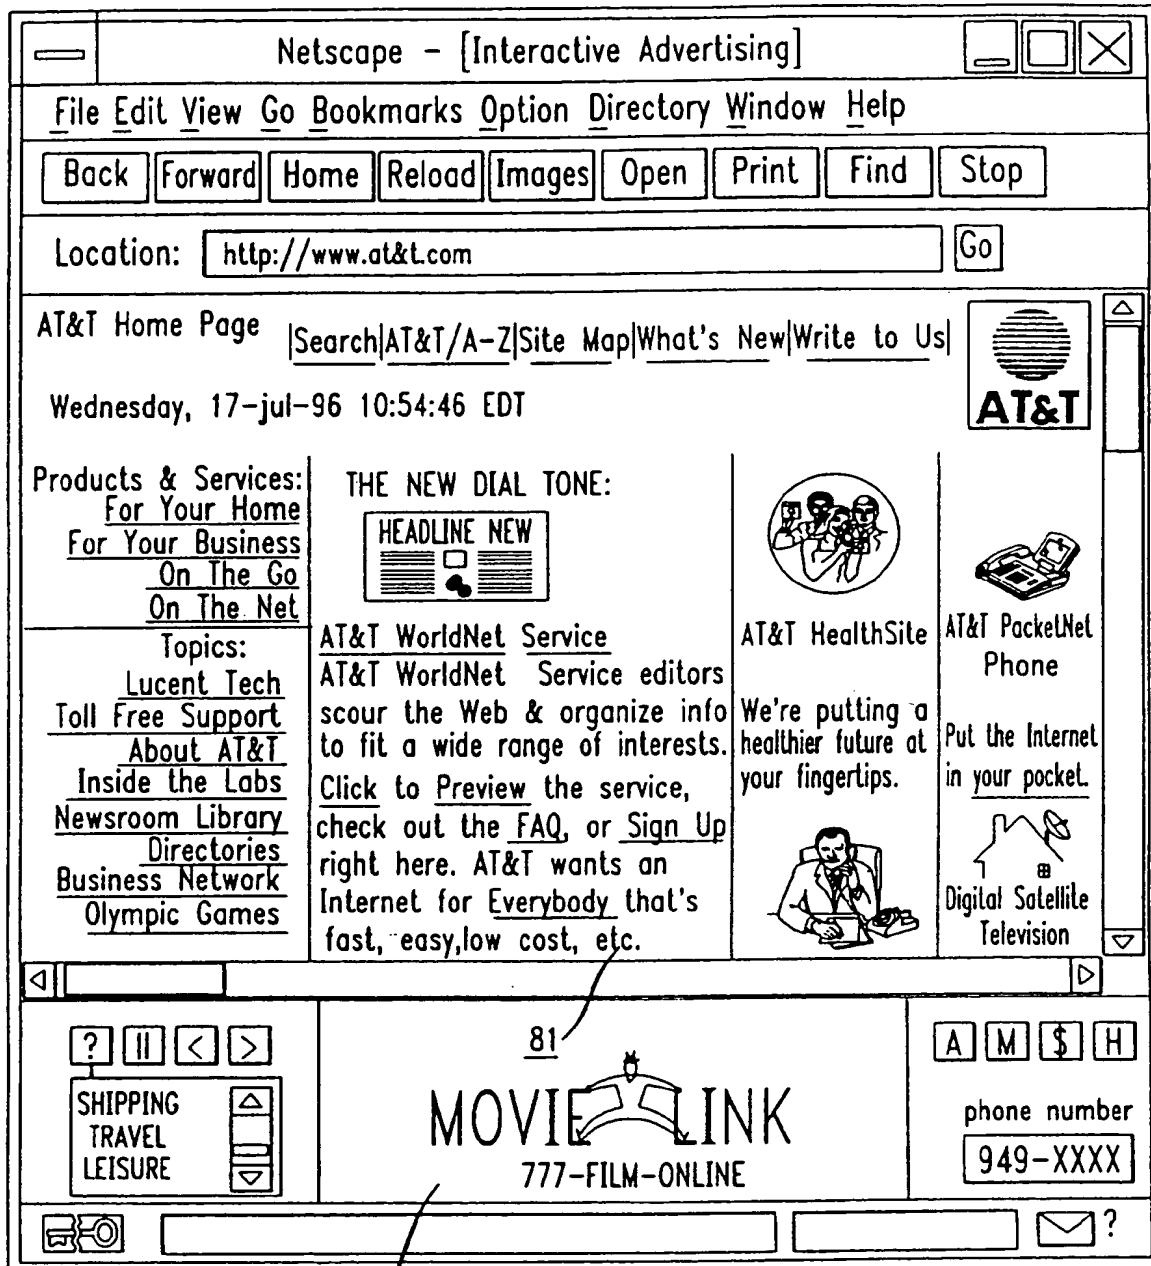 Netscape – [Interactive Advertising]
File Edit View Go Bookmarks Option Directory Window Help
Back Forward Home Reload Images Open Print Find Stop
Location: http://www.at&t.com Go
AT&T Home Page |Search|AT&T/A-Z|Site Map|What's New|Write to Us|
AT&T
Wednesday, 17-jul-96 10:54:46 EDT
Products & Services:
For Your Home
For Your Business
On The Go
On The Net
Topics:
Lucent Tech
Toll Free Support
About AT&T
Inside the Labs
Newsroom Library
Directories
Business Network
Olympic Games
THE NEW DIAL TONE:
HEADLINE NEW
AT&T WorldNet Service
AT&T WorldNet Service editors
scour the Web & organize info
to fit a wide range of interests.
Click to Preview the service,
check out the FAQ, or Sign Up
right here. AT&T wants an
Internet for Everybody that's
fast, easy,low cost, etc.
AT&T HealthSite
We're putting a
healthier future at
your fingertips.
AT&T PacketNet
Phone
Put the Internet
in your pocket.
Digital Satellite
Television
? || < >
SHIPPING
TRAVEL
LEISURE
81
MOVIE LINK
777-FILM-ONLINE
A M $ H
phone number
949-XXXX
?